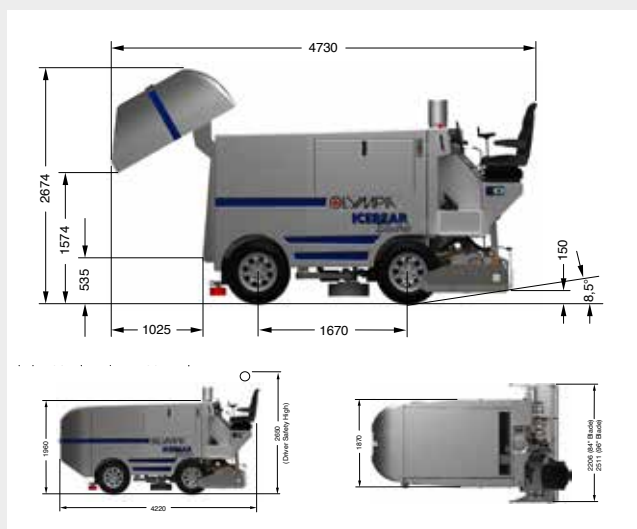 4730
2674
1574
535
1025
1670
150
8,5°
OLYMPIA
ICEBEAR
1960
4220
(Driver Safety High)
1870
2206 (84" Blade)
2511 (96" Blade)
OLYMPIA
ICEBEAR